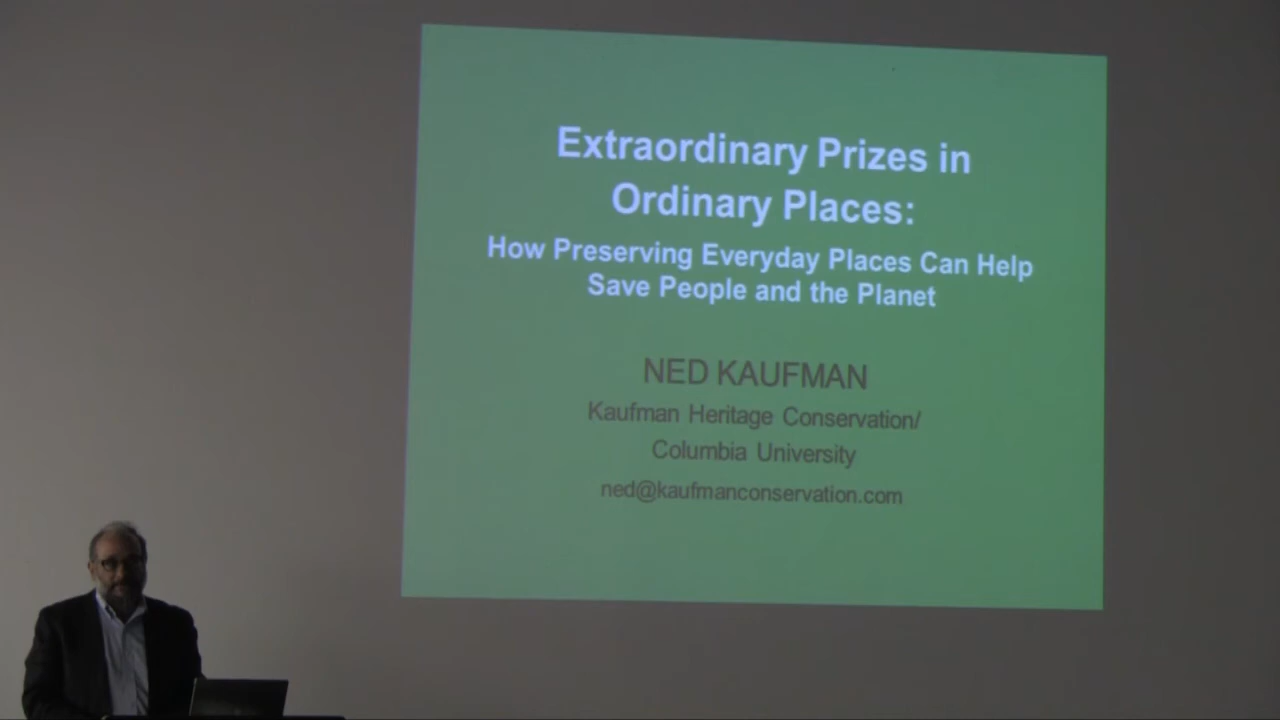 Extraordinary Prizes in
Ordinary Places:
How Preserving Everyday Places Can Help
Save People and the Planet
NED KAUFMAN
Kaufman Heritage Conservation/
Columbia University
ned@kaufmanconservation.com